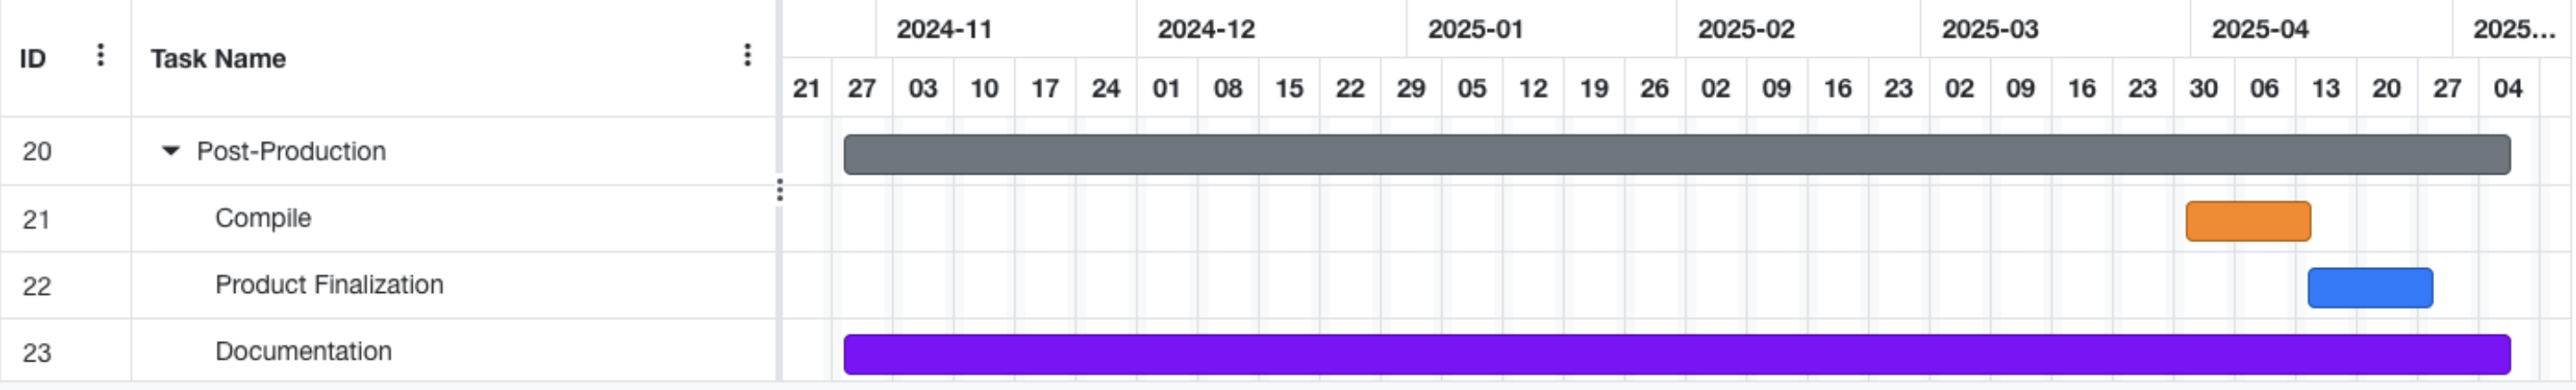 ID Task Name
2024-11 2024-12 2025-01 2025-02 2025-03 2025-04 2025...
21 27 03 10 17 24 01 08 15 22 29 05 12 19 26 02 09 16 23 02 09 16 23 30 06 13 20 27 04
20 Post-Production
21 Compile
22 Product Finalization
23 Documentation